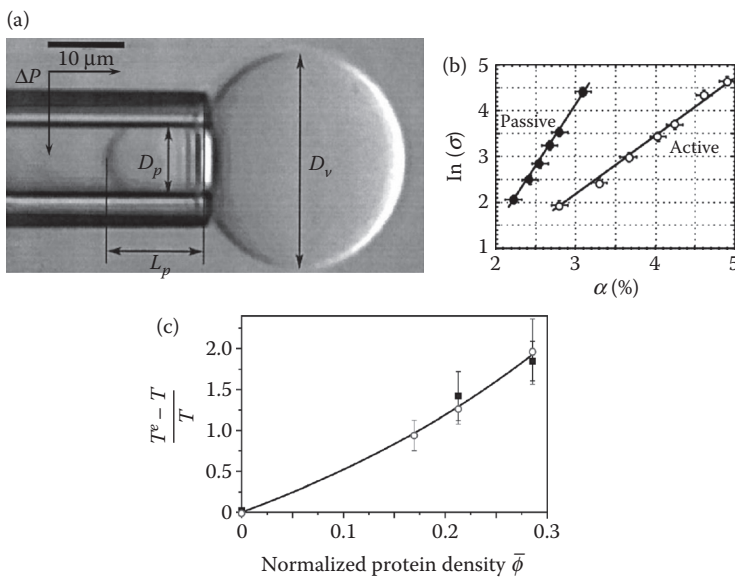 (a)
10 μm
ΔP
D_p
D_v
L_p
(b)
5
4
3
2
1
ln (σ)
Passive
Active
2
3
4
5
α (%)
(c)
2.0
1.5
1.0
0.5
0
T^e − T
T
0
0.1
0.2
0.3
Normalized protein density ϕ̅